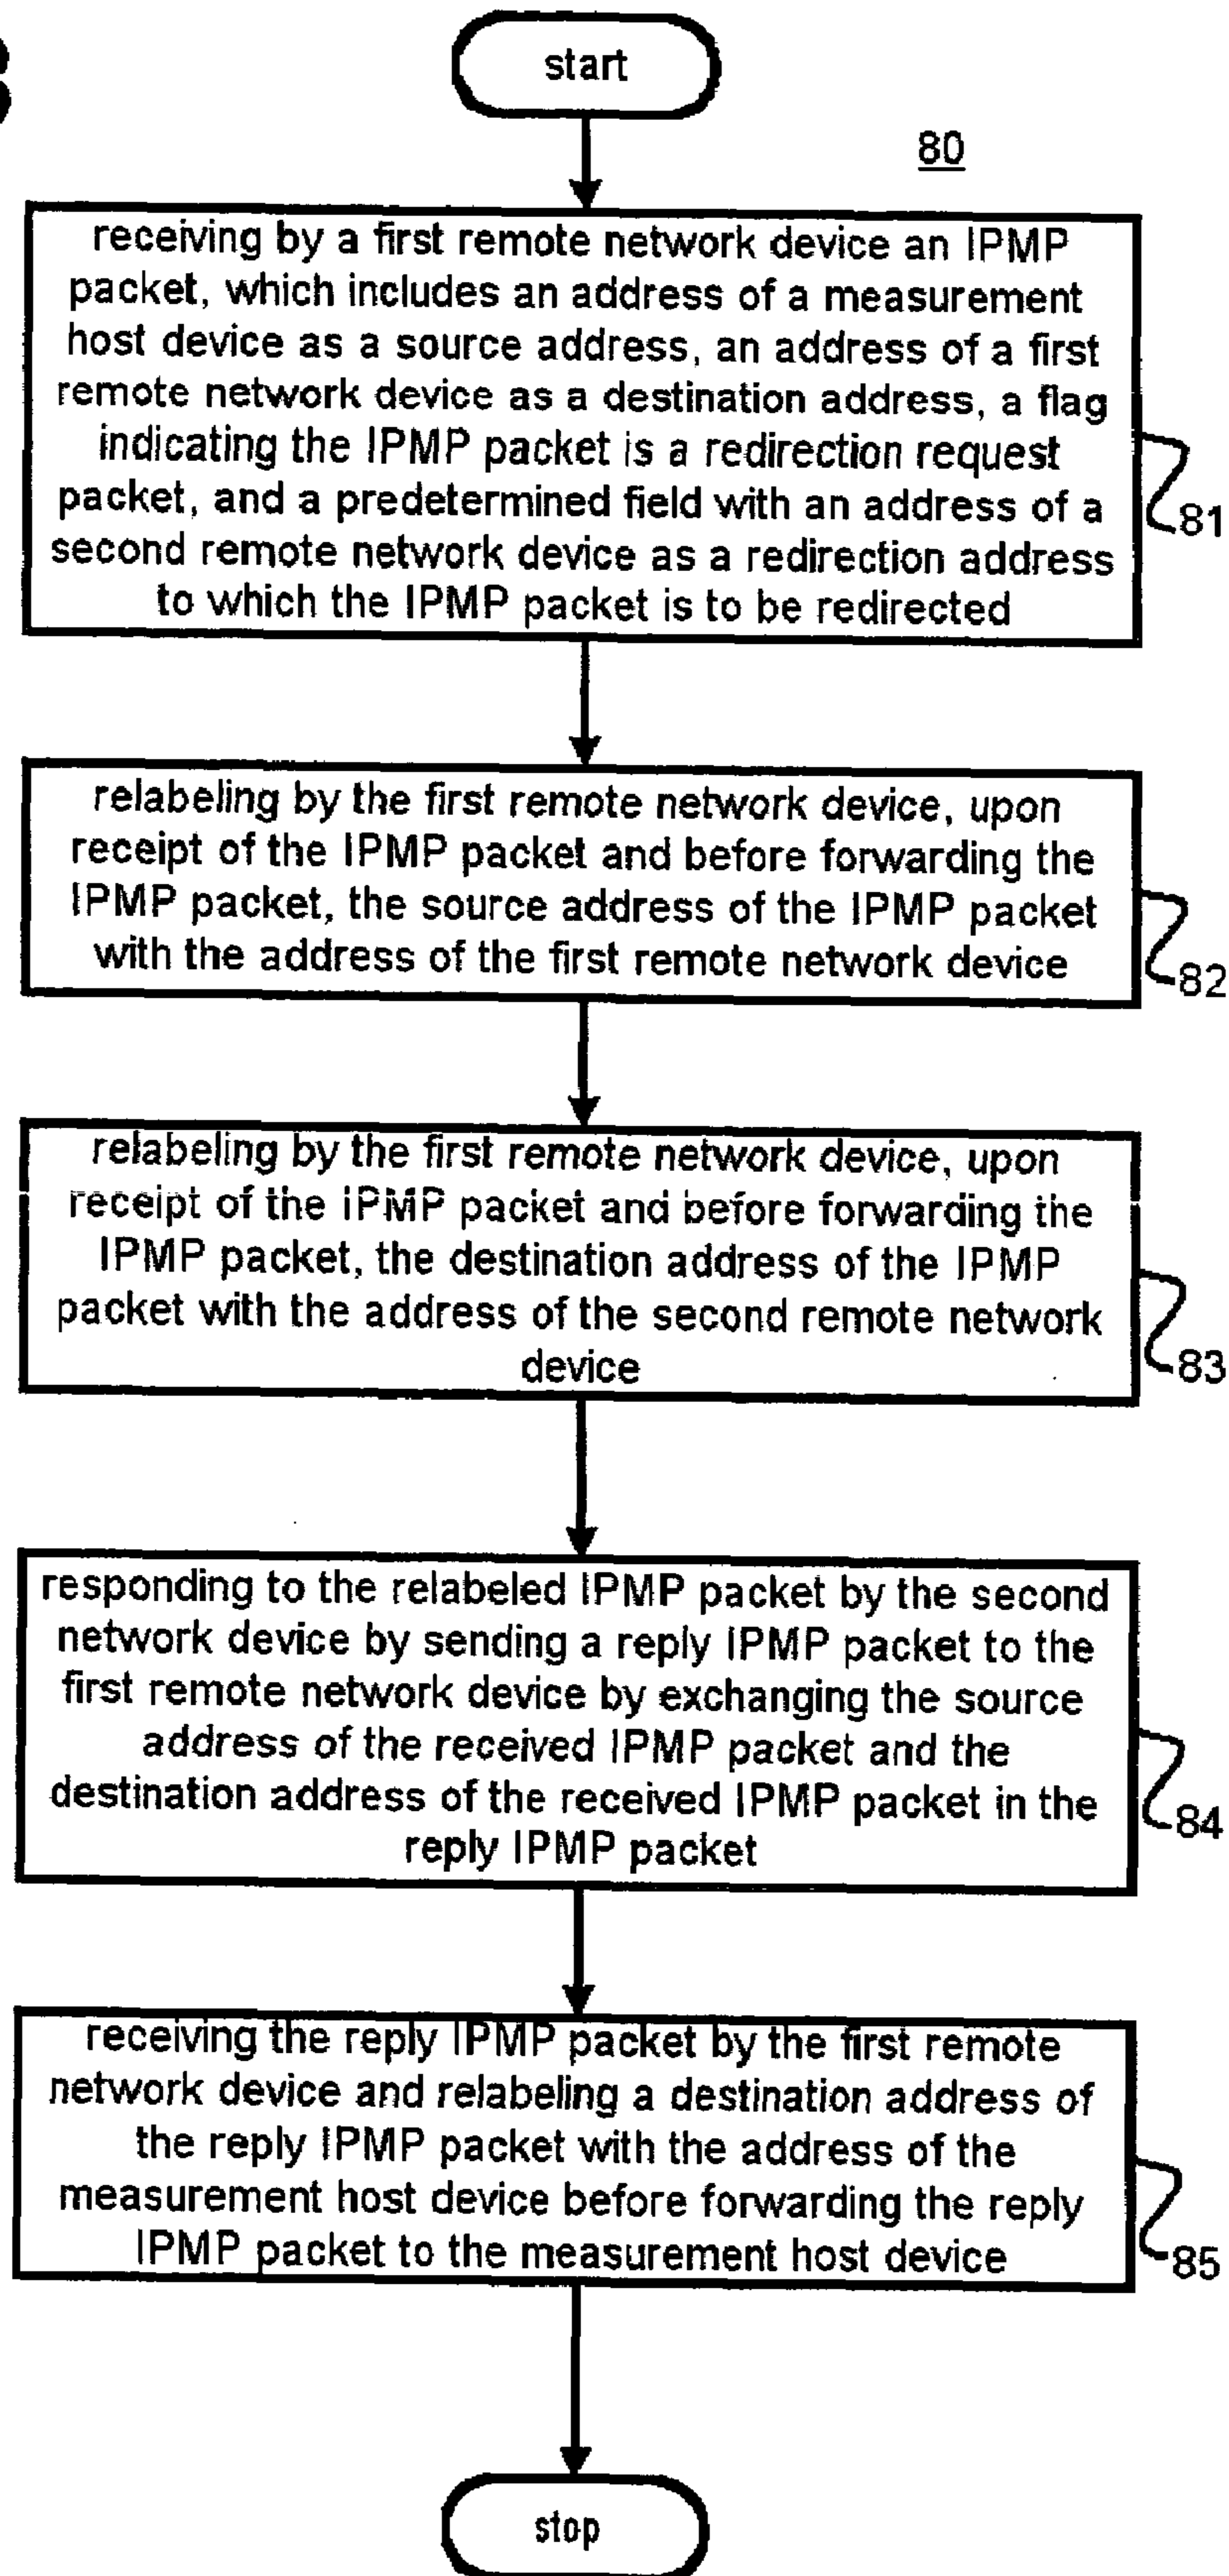 start
80
receiving by a first remote network device an IPMP
packet, which includes an address of a measurement
host device as a source address, an address of a first
remote network device as a destination address, a flag
indicating the IPMP packet is a redirection request
packet, and a predetermined field with an address of a
second remote network device as a redirection address
to which the IPMP packet is to be redirected
81
relabeling by the first remote network device, upon
receipt of the IPMP packet and before forwarding the
IPMP packet, the source address of the IPMP packet
with the address of the first remote network device
82
relabeling by the first remote network device, upon
receipt of the IPMP packet and before forwarding the
IPMP packet, the destination address of the IPMP
packet with the address of the second remote network
device
83
responding to the relabeled IPMP packet by the second
network device by sending a reply IPMP packet to the
first remote network device by exchanging the source
address of the received IPMP packet and the
destination address of the received IPMP packet in the
reply IPMP packet
84
receiving the reply IPMP packet by the first remote
network device and relabeling a destination address of
the reply IPMP packet with the address of the
measurement host device before forwarding the reply
IPMP packet to the measurement host device
85
stop